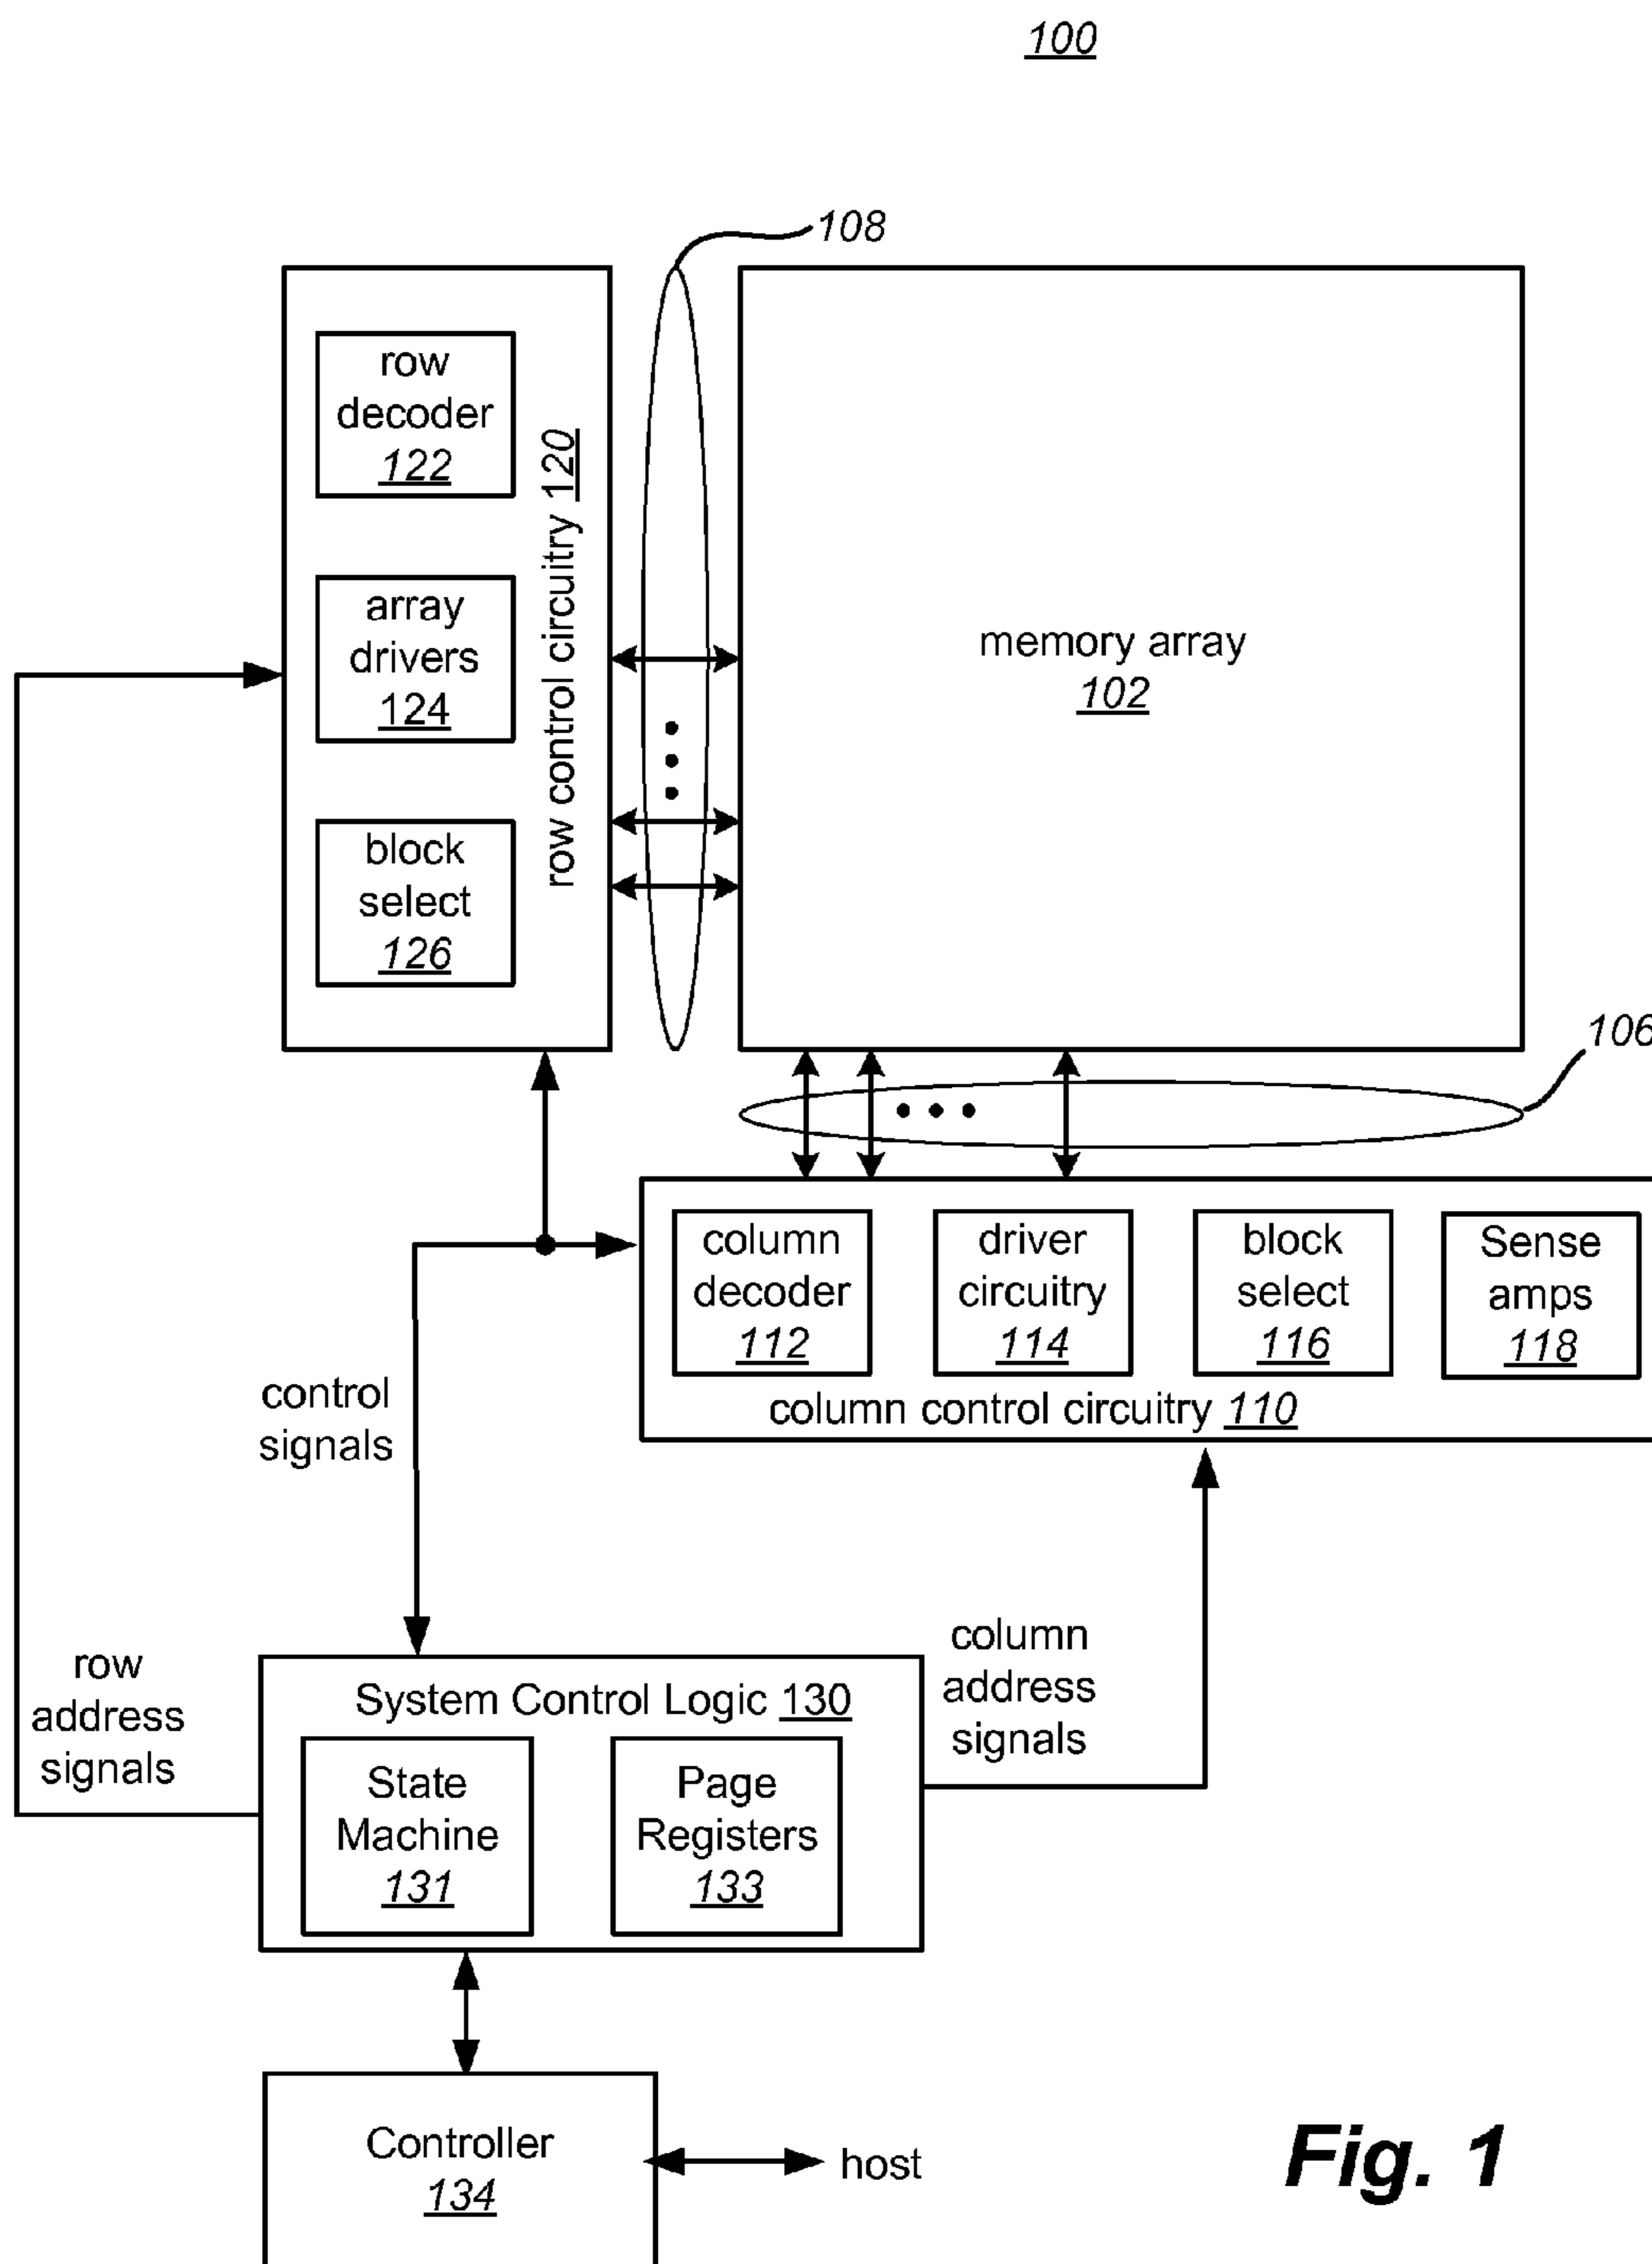 100
108
row
decoder
122
array
drivers
124
block
select
126
row control circuitry 120
memory array
102
106
column
decoder
112
driver
circuitry
114
block
select
116
Sense
amps
118
column control circuitry 110
control
signals
row
address
signals
column
address
signals
System Control Logic 130
State
Machine
131
Page
Registers
133
Controller
134
host
Fig. 1